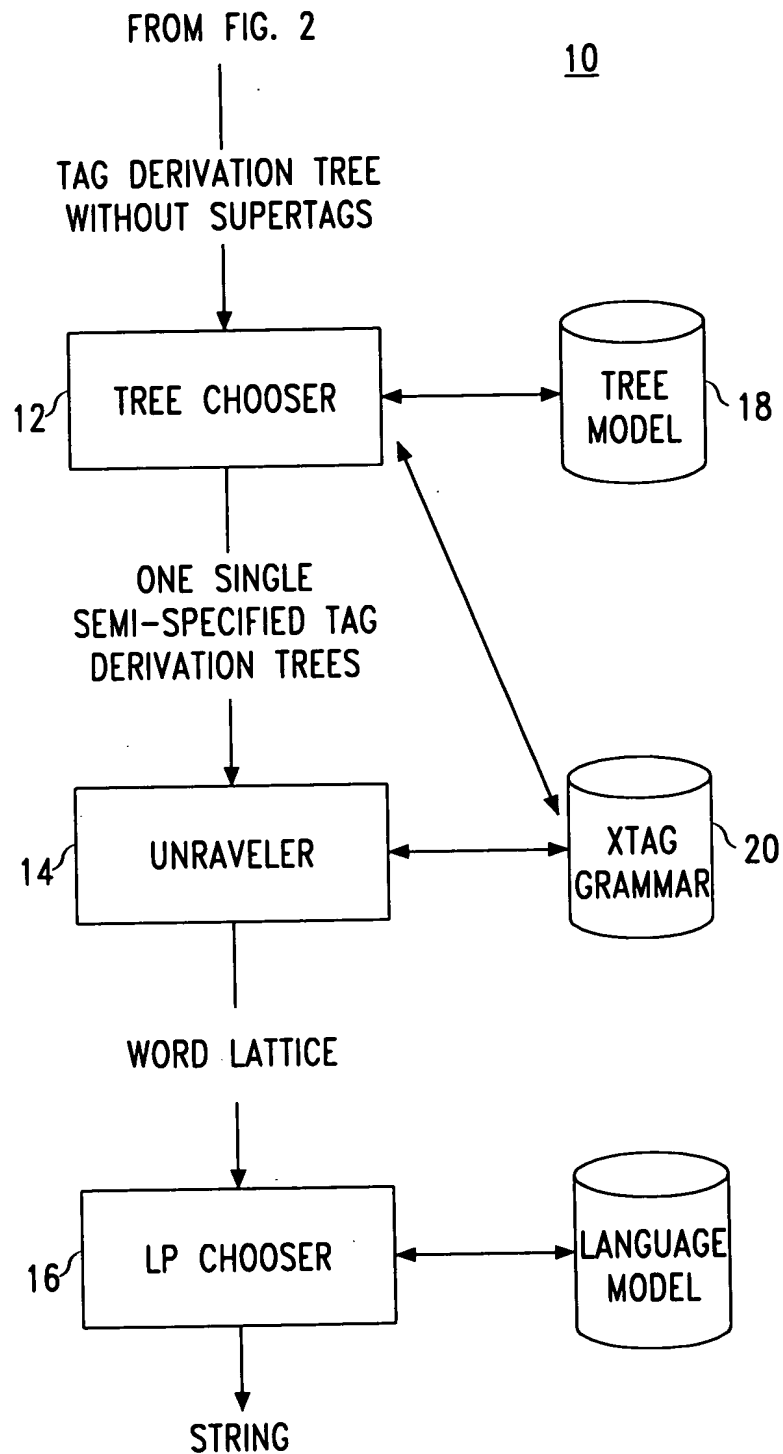 FROM FIG. 2
10
TAG DERIVATION TREE
WITHOUT SUPERTAGS
12
TREE CHOOSER
TREE
MODEL
18
ONE SINGLE
SEMI-SPECIFIED TAG
DERIVATION TREES
14
UNRAVELER
XTAG
GRAMMAR
20
WORD LATTICE
16
LP CHOOSER
LANGUAGE
MODEL
STRING